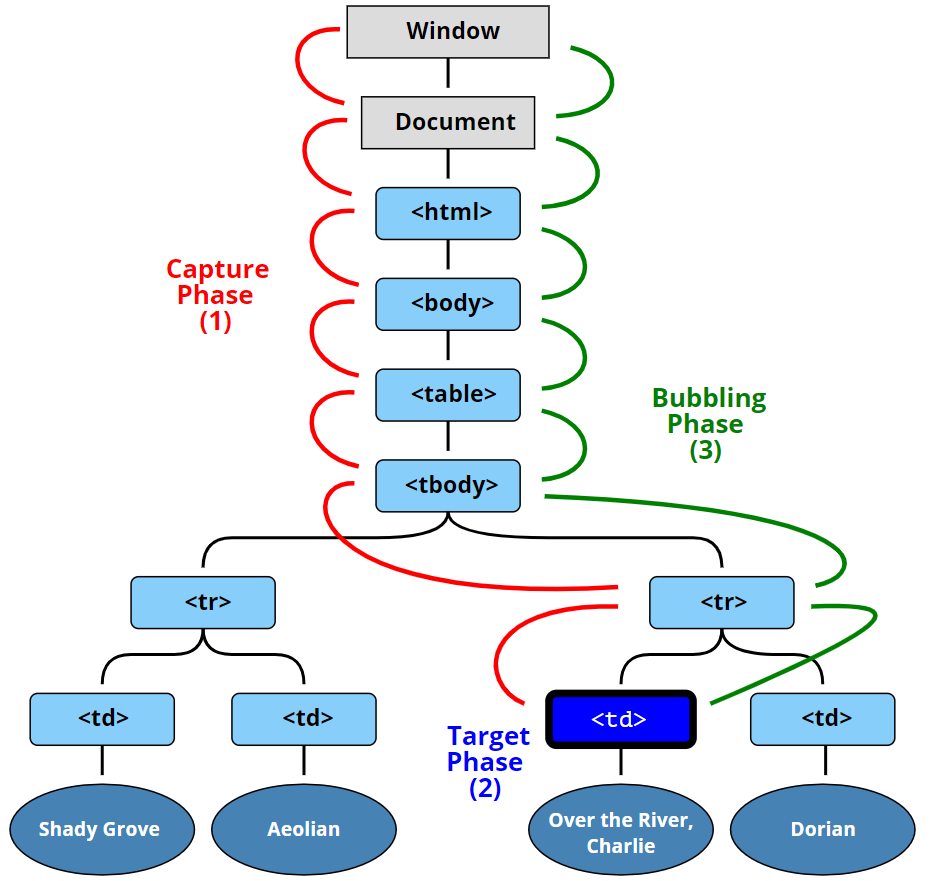 Window
Document
<html>
Capture
Phase
(1)
<body>
<table>
Bubbling
Phase
(3)
<tbody>
<tr>
<tr>
<td>
<td>
<td>
<td>
Target
Phase
(2)
Shady Grove
Aeolian
Over the River,
Charlie
Dorian